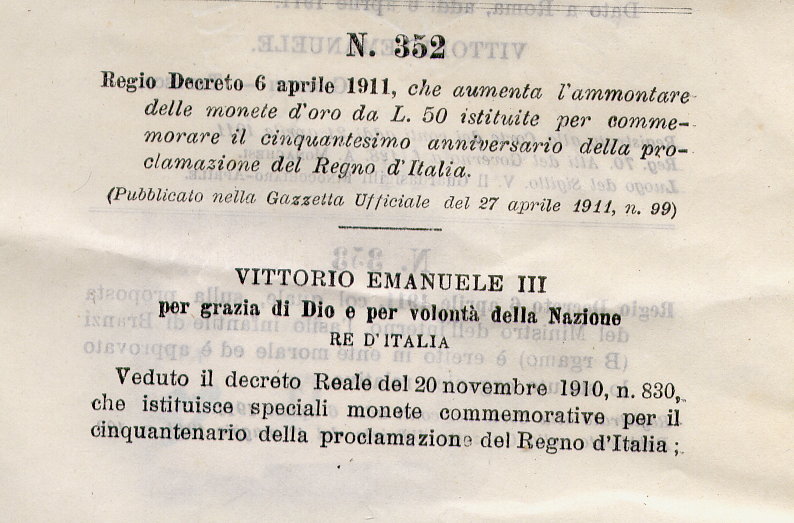 N. 352
Regio Decreto 6 aprile 1911, che aumenta l'ammontare
delle monete d'oro da L. 50 istituite per comme-
morare il cinquantesimo anniversario della pro-
clamazione del Regno d'Italia.
(Pubblicato nella Gazzetta Ufficiale del 27 aprile 1911, n. 99)
VITTORIO EMANUELE III
per grazia di Dio e per volontà della Nazione
RE D'ITALIA
Veduto il decreto Reale del 20 novembre 1910, n. 830,
che istituisce speciali monete commemorative per il
cinquantenario della proclamazione del Regno d'Italia ;